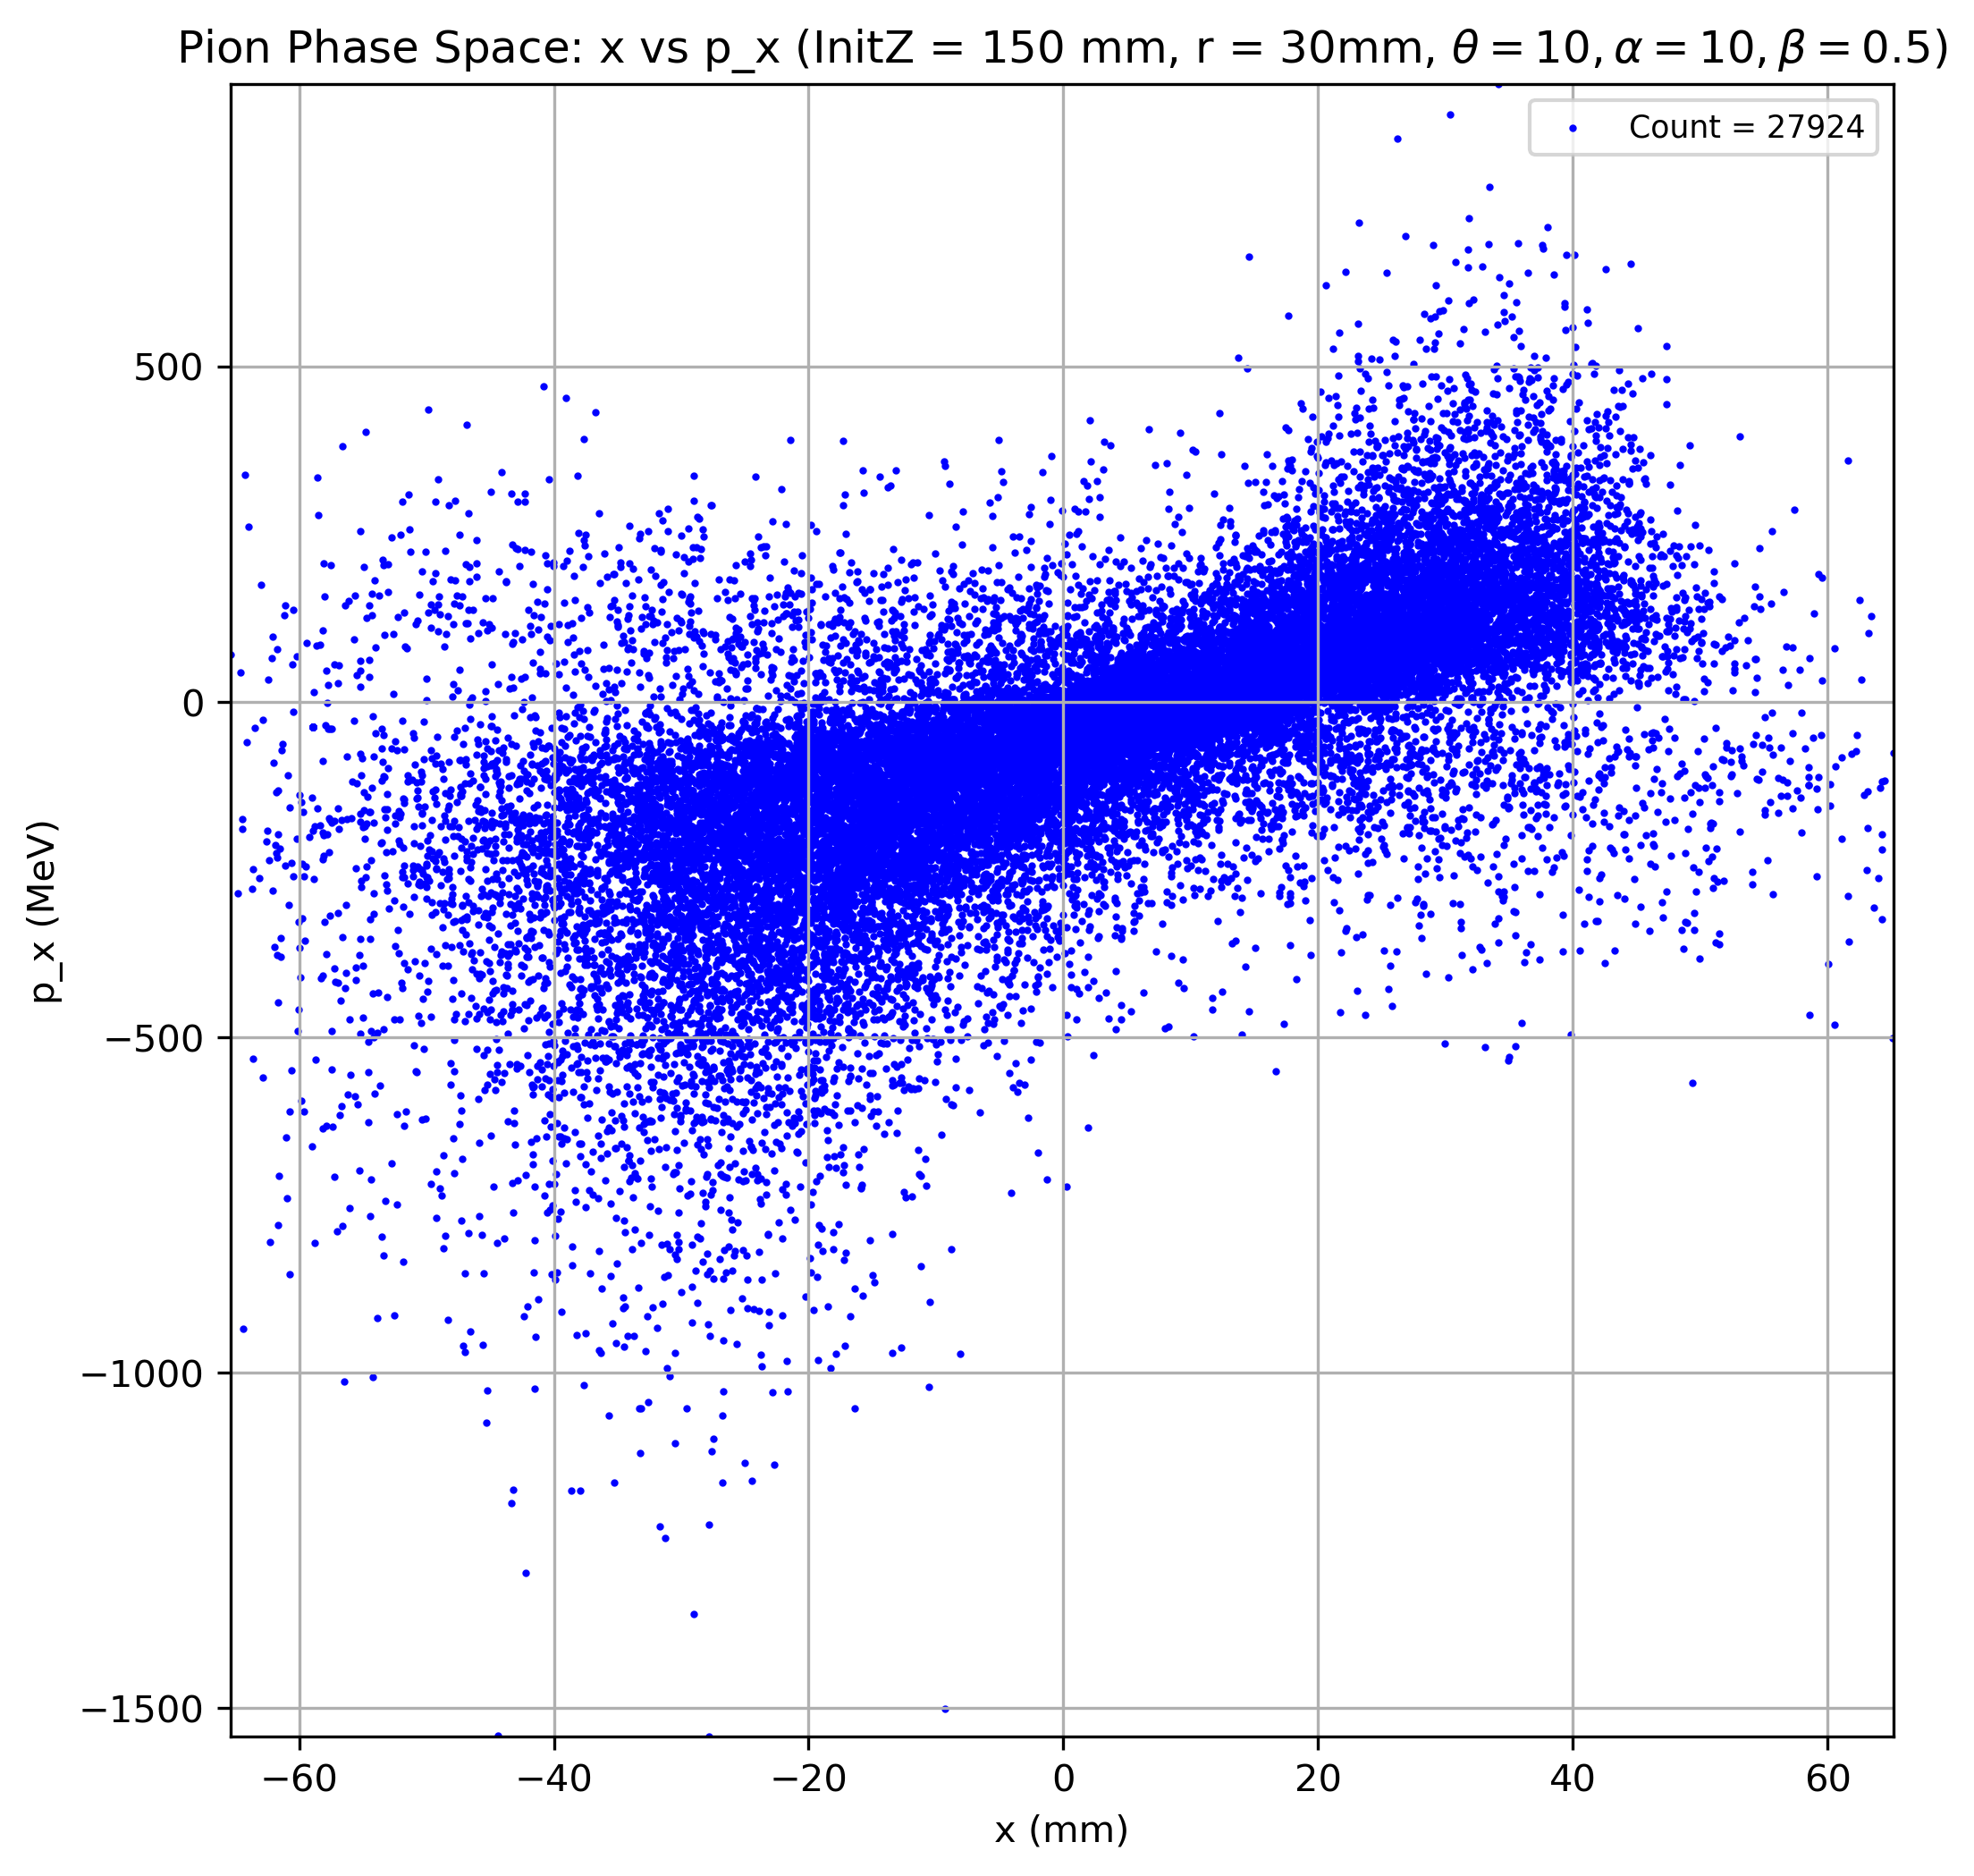 Pion Phase Space: x vs p_x (InitZ = 150 mm, r = 30mm, θ = 10, α = 10, β = 0.5)
Count = 27924
500
0
−500
−1000
−1500
p_x (MeV)
−60 −40 −20 0 20 40 60
x (mm)